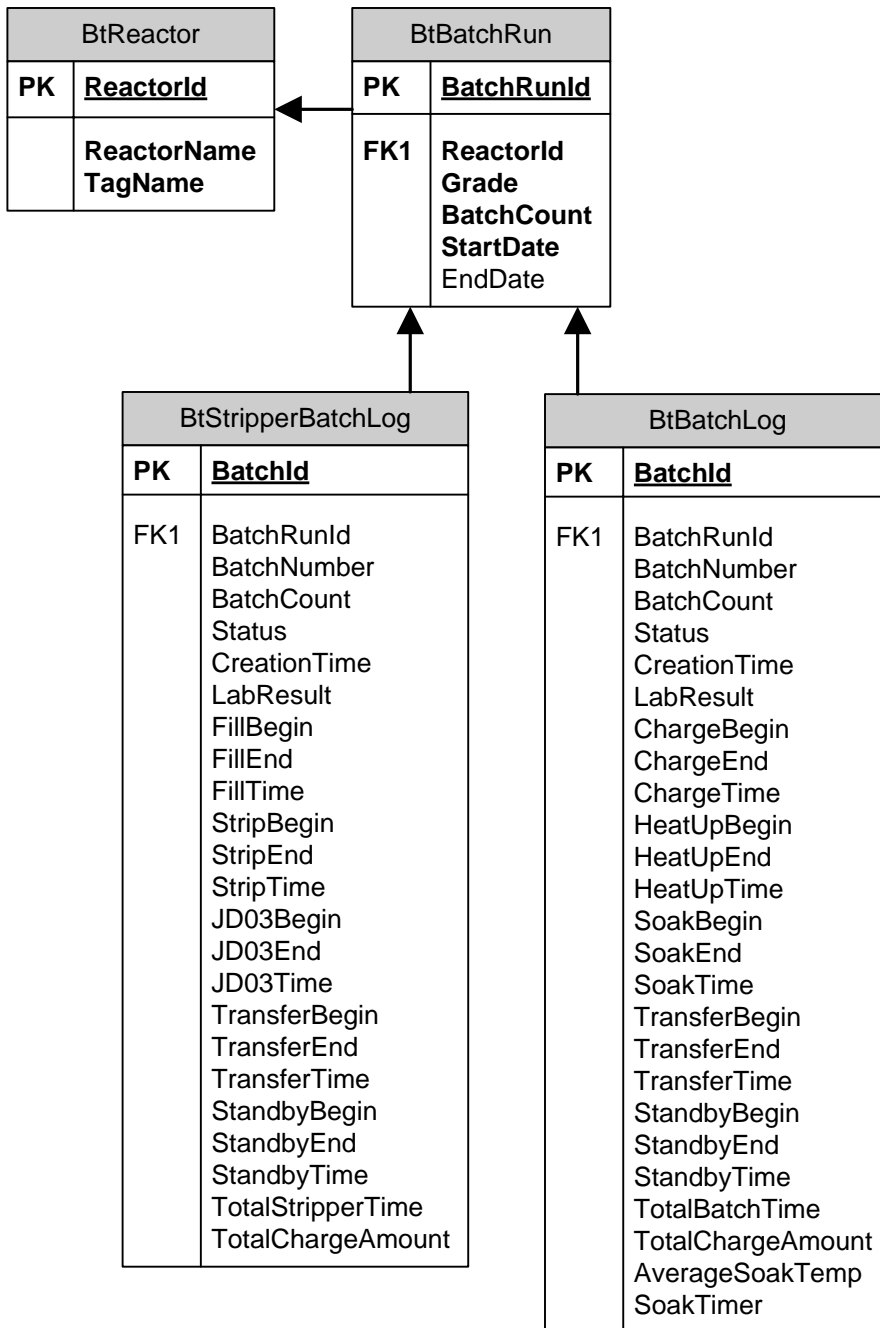 BtReactor
PK ReactorId
ReactorName
TagName
BtBatchRun
PK BatchRunId
FK1 ReactorId
Grade
BatchCount
StartDate
EndDate
BtStripperBatchLog
PK BatchId
FK1 BatchRunId
BatchNumber
BatchCount
Status
CreationTime
LabResult
FillBegin
FillEnd
FillTime
StripBegin
StripEnd
StripTime
JD03Begin
JD03End
JD03Time
TransferBegin
TransferEnd
TransferTime
StandbyBegin
StandbyEnd
StandbyTime
TotalStripperTime
TotalChargeAmount
BtBatchLog
PK BatchId
FK1 BatchRunId
BatchNumber
BatchCount
Status
CreationTime
LabResult
ChargeBegin
ChargeEnd
ChargeTime
HeatUpBegin
HeatUpEnd
HeatUpTime
SoakBegin
SoakEnd
SoakTime
TransferBegin
TransferEnd
TransferTime
StandbyBegin
StandbyEnd
StandbyTime
TotalBatchTime
TotalChargeAmount
AverageSoakTemp
SoakTimer